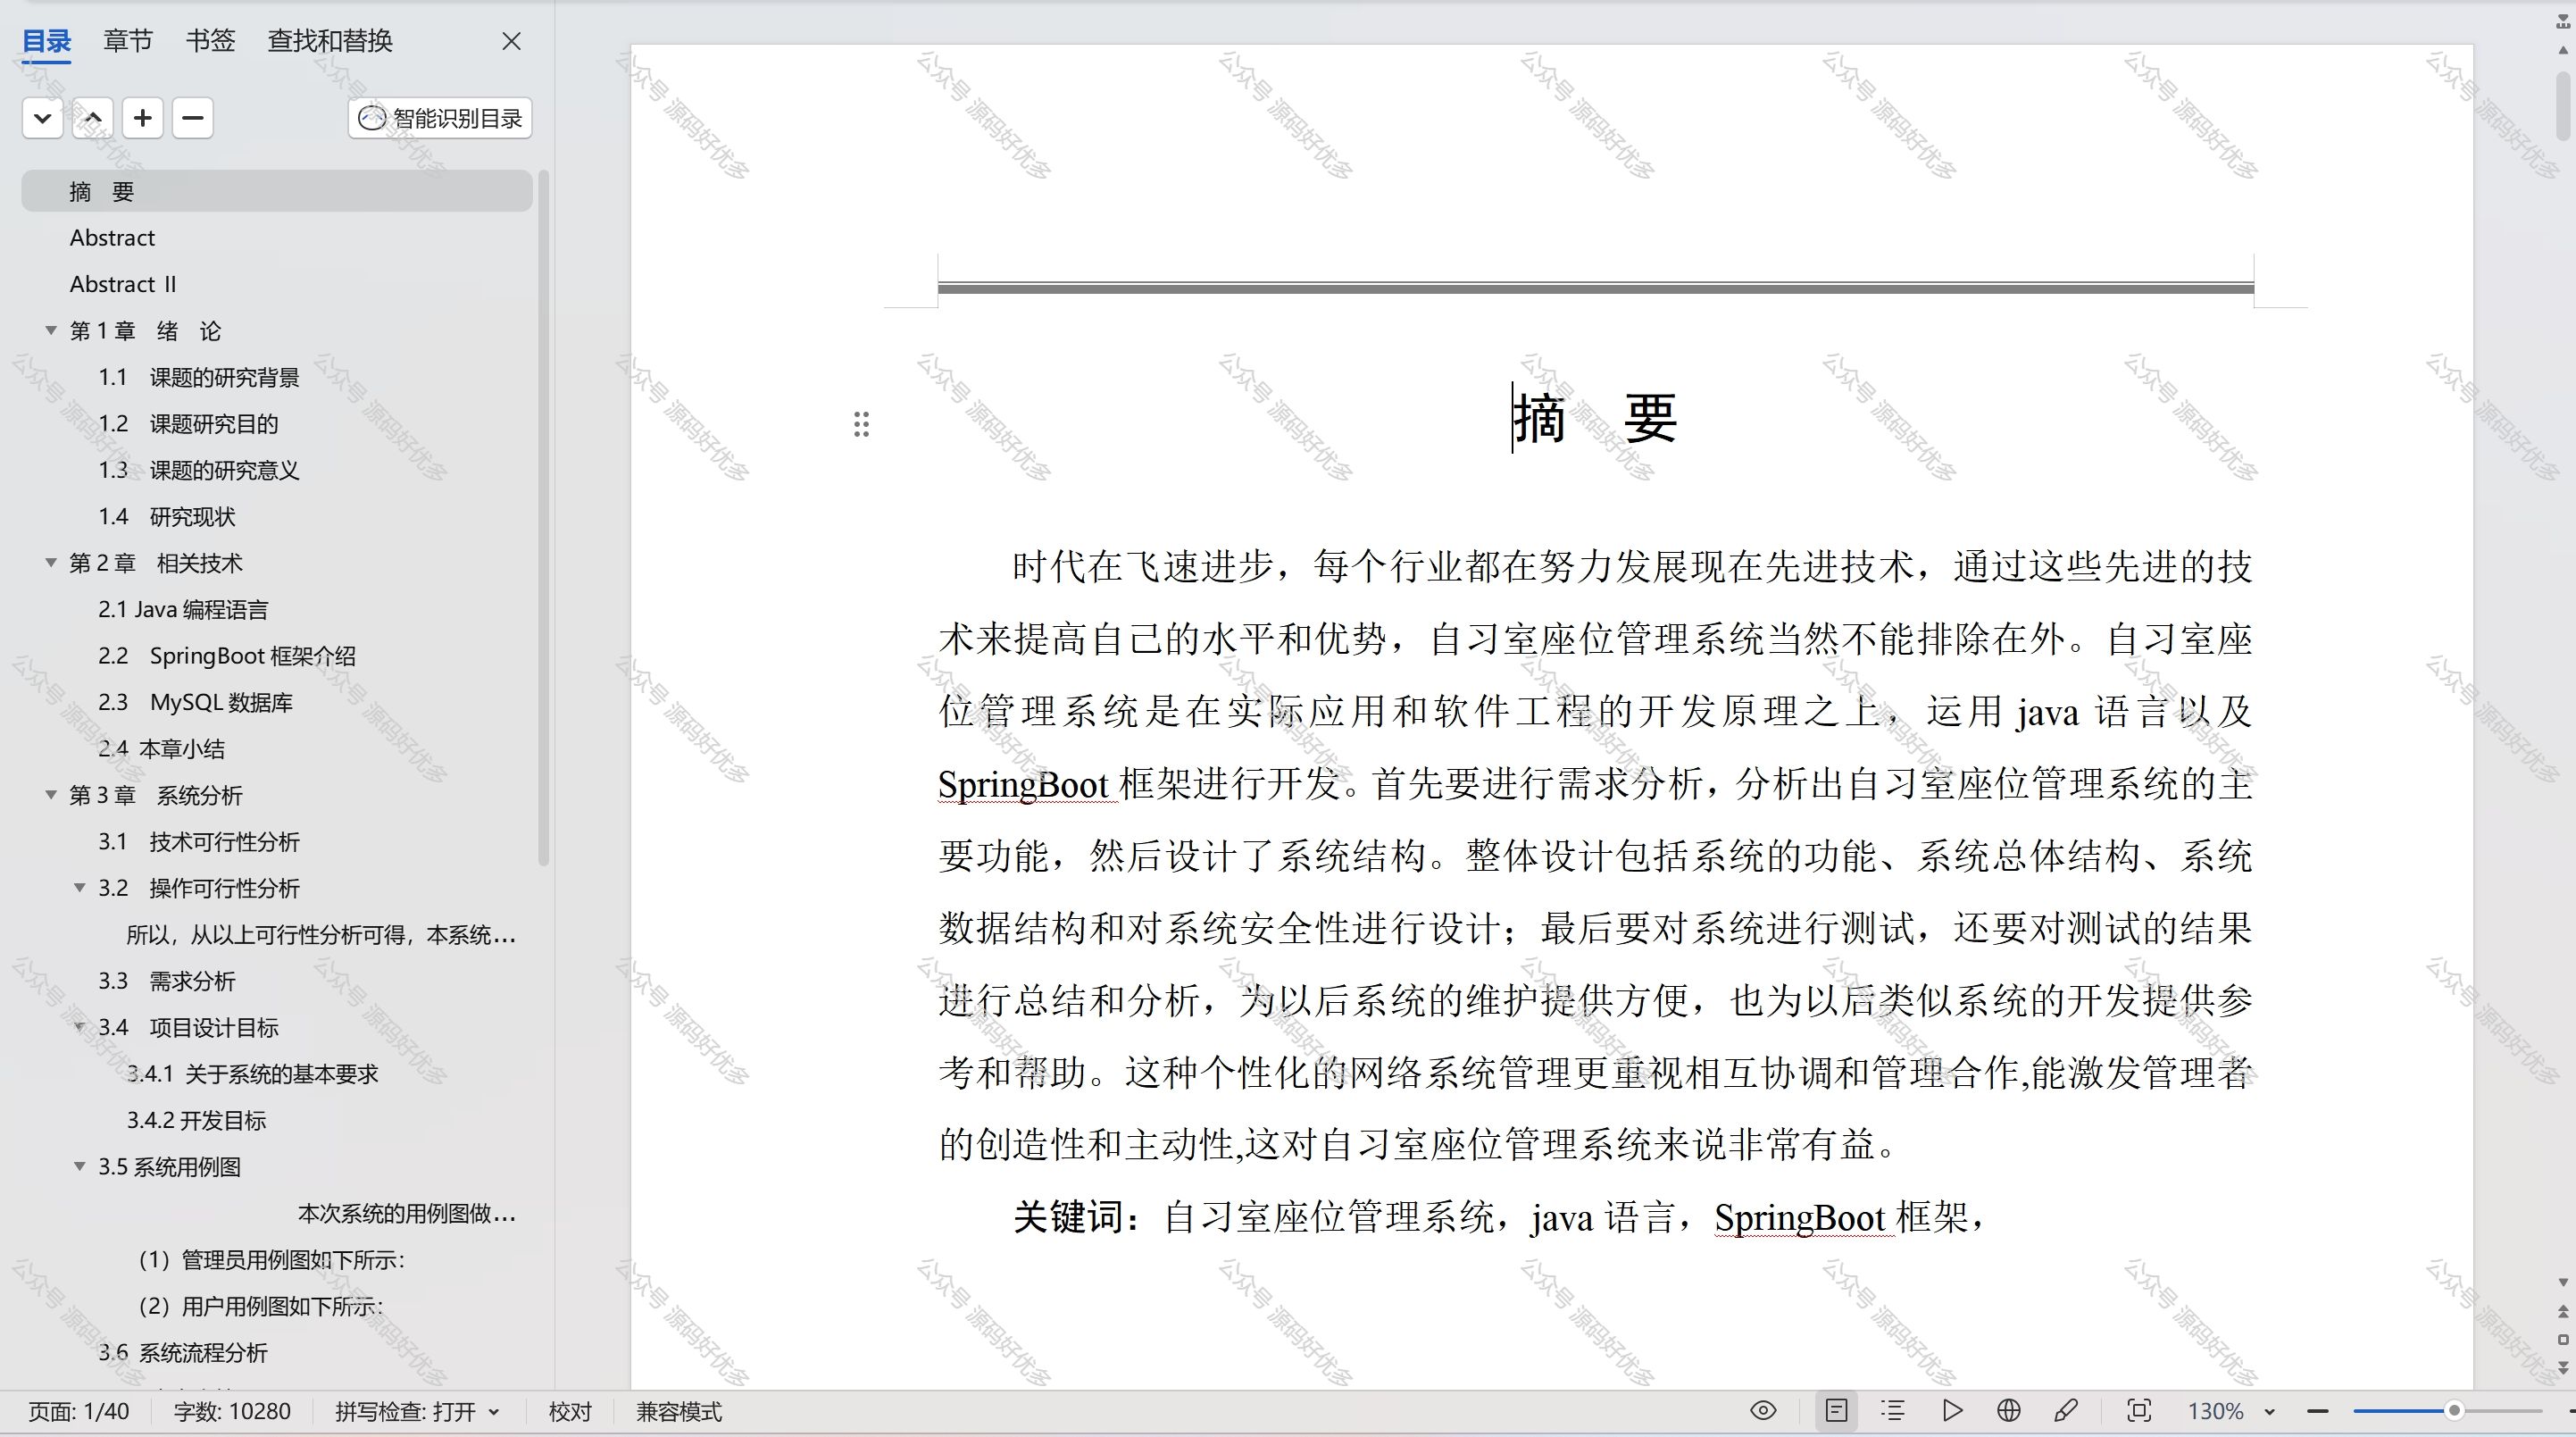 目录 章节 书签 查找和替换
智能识别目录
摘 要
Abstract
Abstract II
第 1 章 绪 论
1.1 课题的研究背景
1.2 课题研究目的
1.3 课题的研究意义
1.4 研究现状
第 2 章 相关技术
2.1 Java 编程语言
2.2 SpringBoot 框架介绍
2.3 MySQL 数据库
2.4 本章小结
第 3 章 系统分析
3.1 技术可行性分析
3.2 操作可行性分析
所以，从以上可行性分析可得，本系统...
3.3 需求分析
3.4 项目设计目标
3.4.1 关于系统的基本要求
3.4.2 开发目标
3.5 系统用例图
本次系统的用例图做...
（1）管理员用例图如下所示：
（2）用户用例图如下所示：
3.6 系统流程分析
摘 要
时代在飞速进步，每个行业都在努力发展现在先进技术，通过这些先进的技
术来提高自己的水平和优势，自习室座位管理系统当然不能排除在外。自习室座
位管理系统是在实际应用和软件工程的开发原理之上，运用 java 语言以及
SpringBoot 框架进行开发。首先要进行需求分析，分析出自习室座位管理系统的主
要功能，然后设计了系统结构。整体设计包括系统的功能、系统总体结构、系统
数据结构和对系统安全性进行设计；最后要对系统进行测试，还要对测试的结果
进行总结和分析，为以后系统的维护提供方便，也为以后类似系统的开发提供参
考和帮助。这种个性化的网络系统管理更重视相互协调和管理合作,能激发管理者
的创造性和主动性,这对自习室座位管理系统来说非常有益。
关键词：自习室座位管理系统，java 语言，SpringBoot 框架，
页面: 1/40 字数: 10280 拼写检查: 打开 校对 兼容模式 130%
公众号 源码好优多